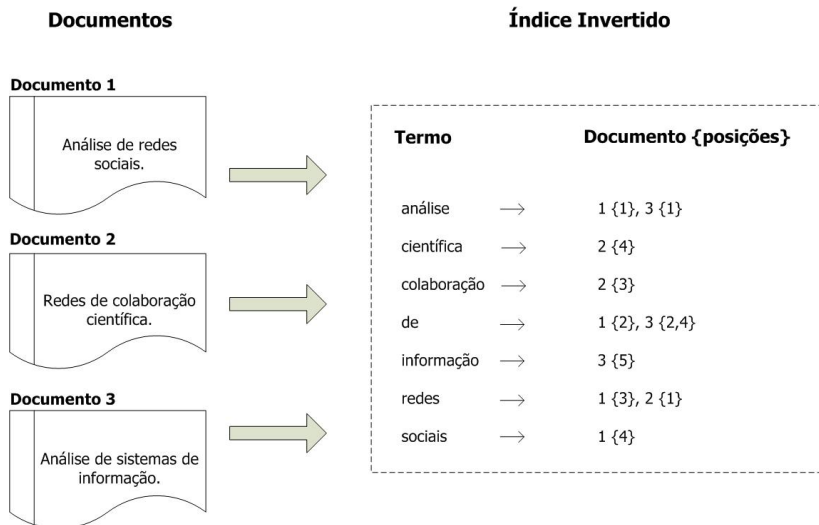 Documentos
Índice Invertido
Documento 1
Análise de redes
sociais.
Documento 2
Redes de colaboração
científica.
Documento 3
Análise de sistemas de
informação.
Termo Documento {posições}
análise → 1 {1}, 3 {1}
científica → 2 {4}
colaboração → 2 {3}
de → 1 {2}, 3 {2,4}
informação → 3 {5}
redes → 1 {3}, 2 {1}
sociais → 1 {4}